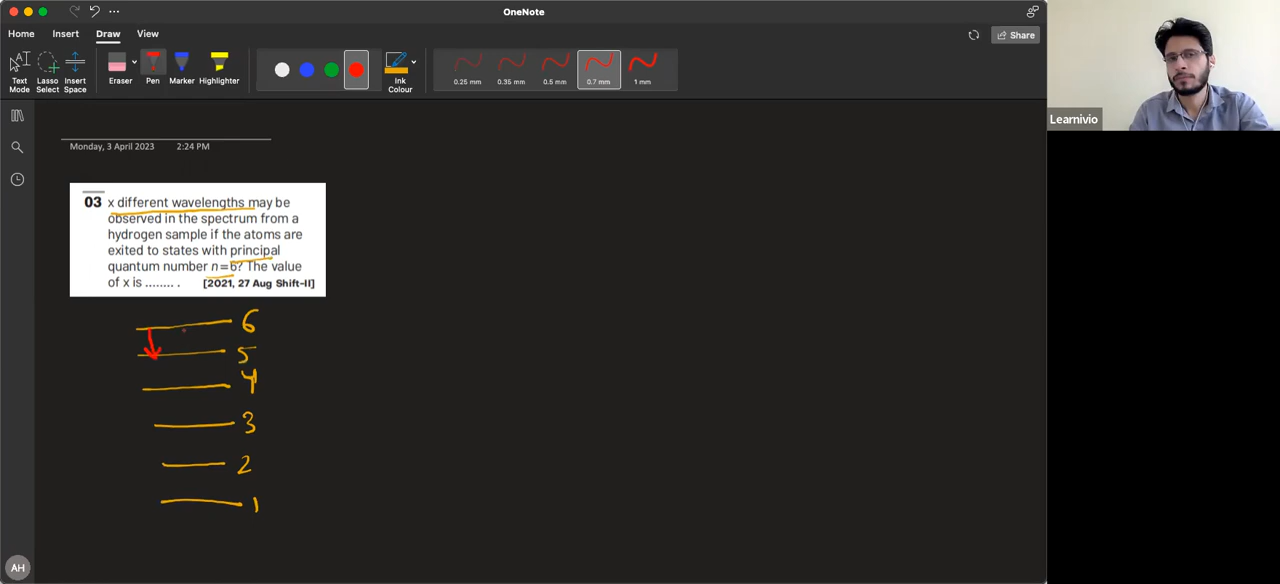 OneNote
Home Insert Draw View
Share
Text Mode
Lasso Select
Insert Space
Eraser
Pen
Marker
Highlighter
Ink Colour
0.25 mm
0.35 mm
0.5 mm
0.7 mm
1 mm
Learnivio
Monday, 3 April 2023 2:24 PM
03 x different wavelengths may be
observed in the spectrum from a
hydrogen sample if the atoms are
exited to states with principal
quantum number n=6? The value
of x is ........ . [2021, 27 Aug Shift-II]
6
5
4
3
2
1
AH